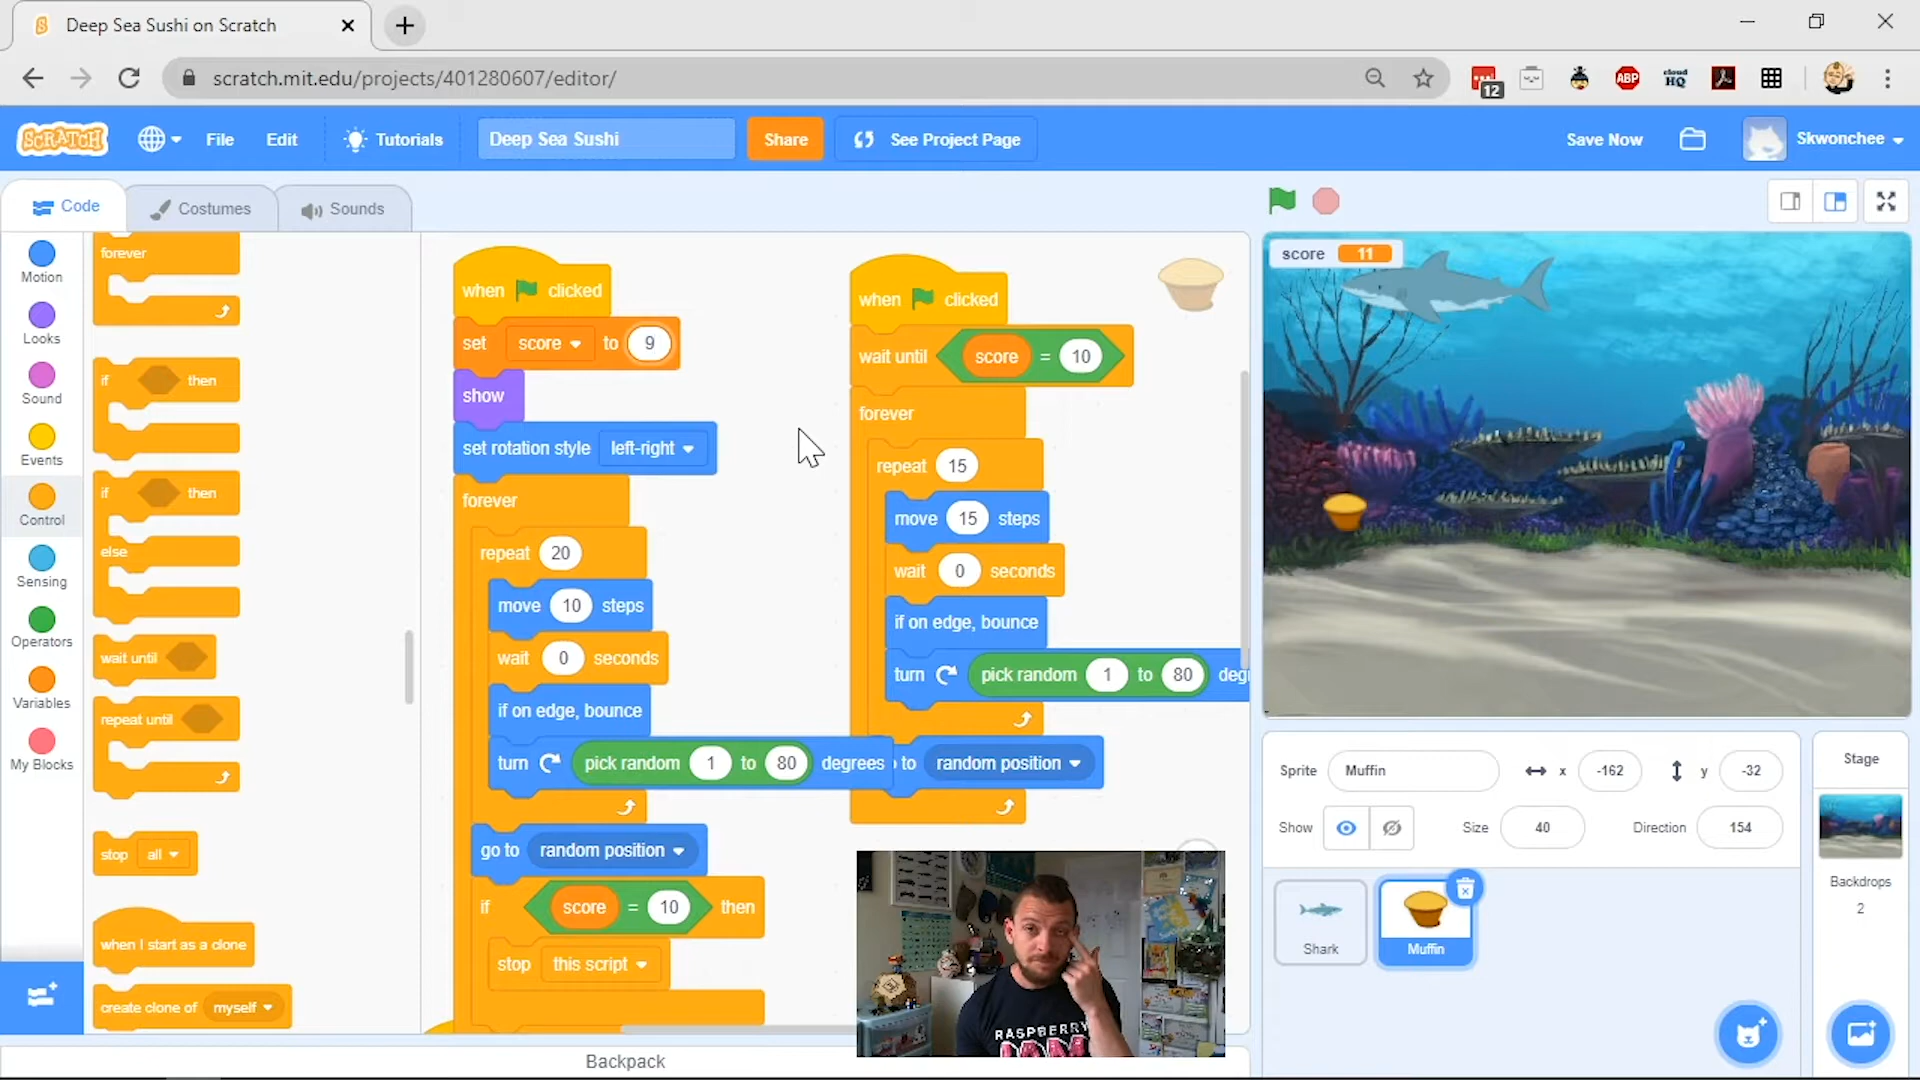 Deep Sea Sushi on Scratch
scratch.mit.edu/projects/401280607/editor/
12
ABP
cloud HQ
SCRATCH
File
Edit
Tutorials
Deep Sea Sushi
Share
See Project Page
Save Now
Skwonchee
Code
Costumes
Sounds
Motion
Looks
Sound
Events
Control
Sensing
Operators
Variables
My Blocks
forever
if then
if then
else
wait until
repeat until
stop all
when I start as a clone
create clone of myself
when clicked
set score to 9
show
set rotation style left-right
forever
repeat 20
move 10 steps
wait 0 seconds
if on edge, bounce
turn pick random 1 to 80 degrees
go to random position
if score = 10 then
stop this script
when clicked
wait until score = 10
forever
repeat 15
move 15 steps
wait 0 seconds
if on edge, bounce
turn pick random 1 to 80 degr
to random position
RASPBERRY
JAM
Backpack
score 11
Sprite Muffin x -162 y -32
Show Size 40 Direction 154
Shark
Muffin
Stage
Backdrops
2